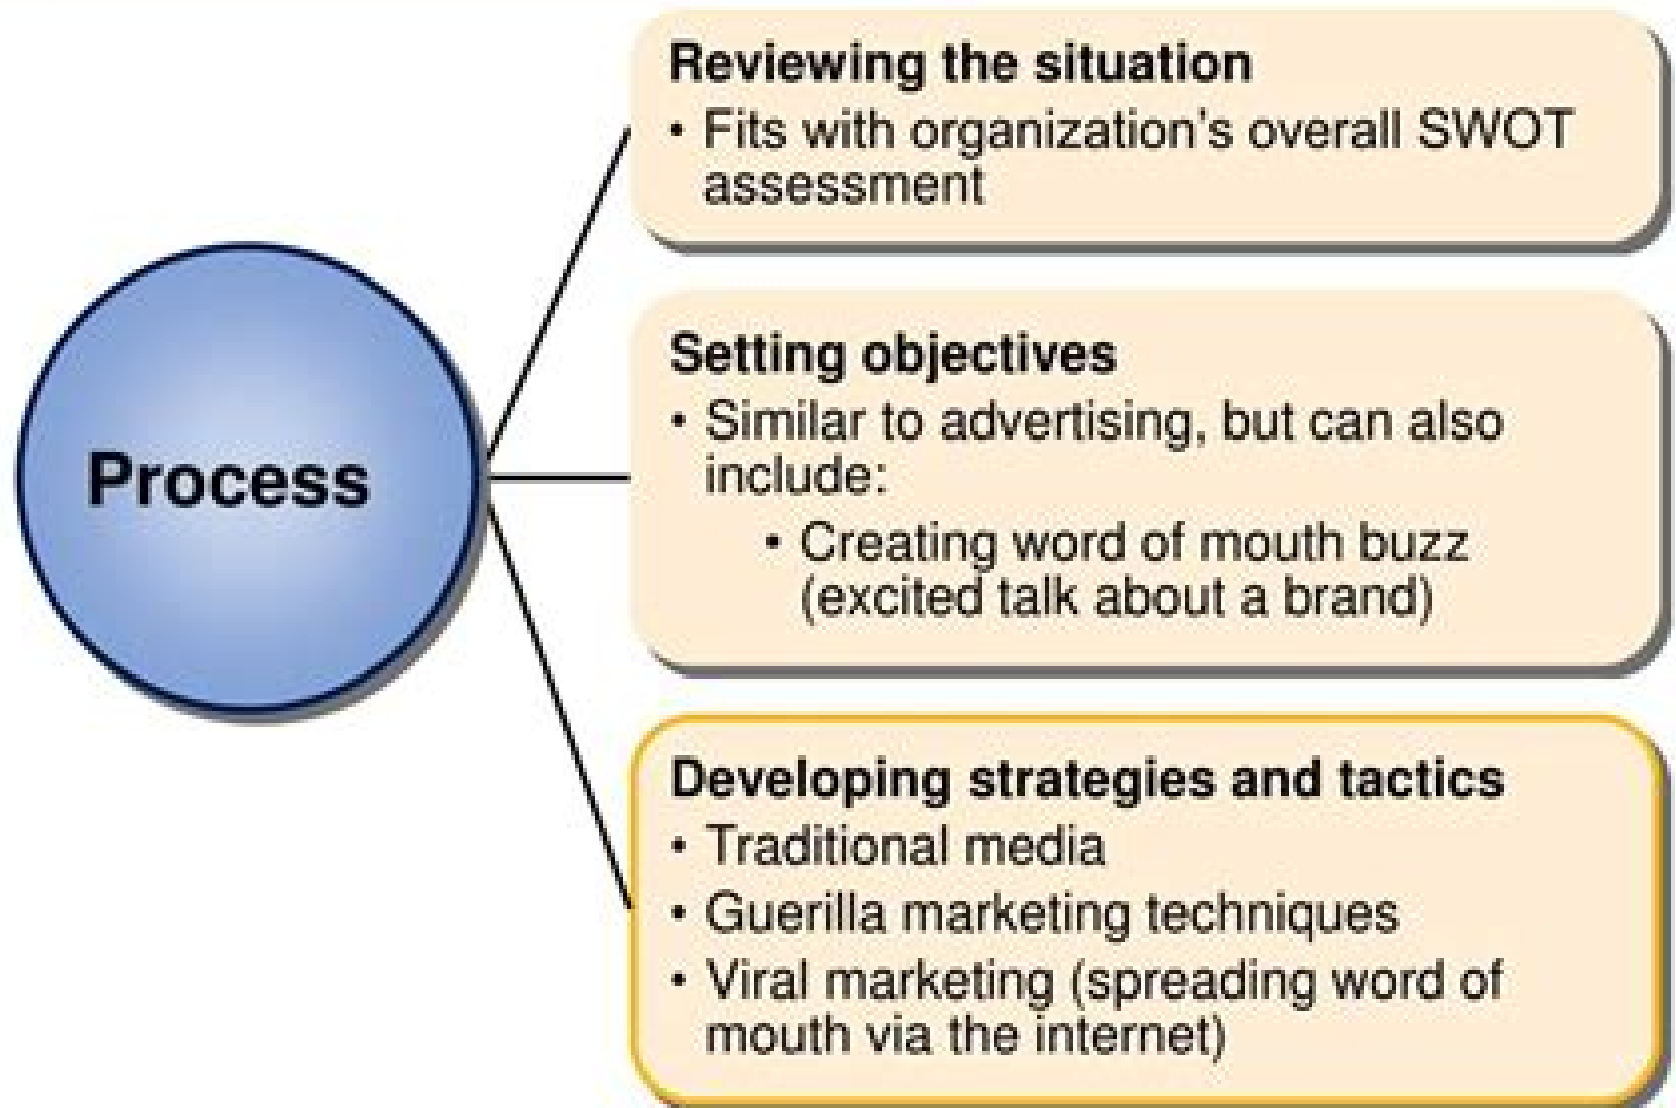 Reviewing the situation
• Fits with organization's overall SWOT
assessment
Process
Setting objectives
• Similar to advertising, but can also
include:
• Creating word of mouth buzz
(excited talk about a brand)
Developing strategies and tactics
• Traditional media
• Guerilla marketing techniques
• Viral marketing (spreading word of
mouth via the internet)